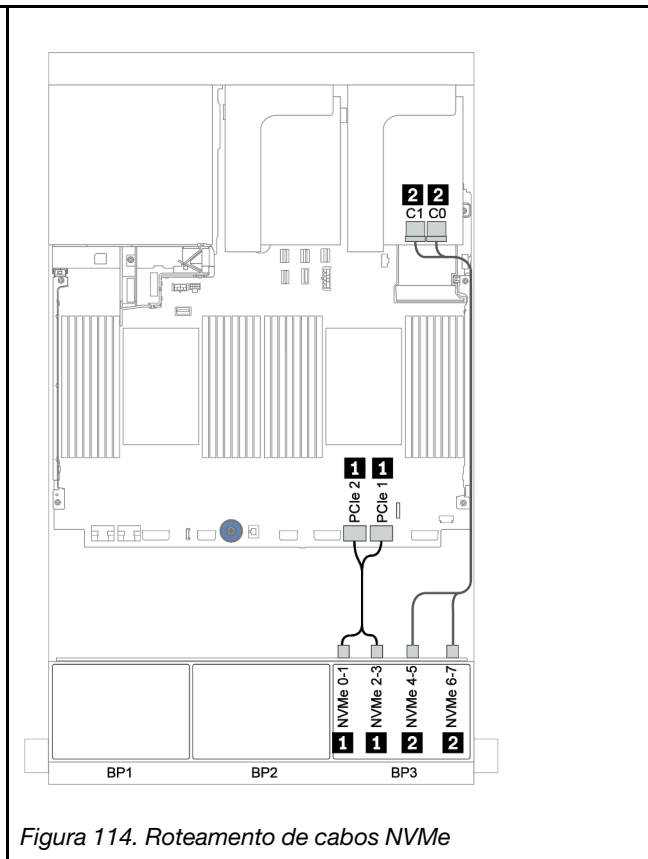 2 2
C1 C0
1 1
PCIe 2
PCIe 1
NVMe 0-1
NVMe 2-3
NVMe 4-5
NVMe 6-7
1 1 2 2
BP1 BP2 BP3
Figura 114. Roteamento de cabos NVMe